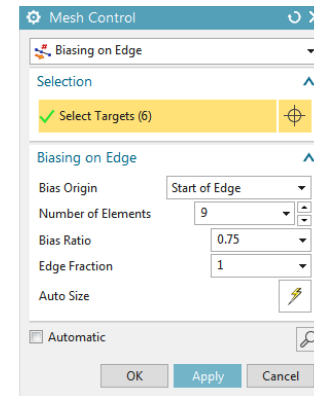 Mesh Control
Biasing on Edge
Selection
Select Targets (6)
Biasing on Edge
Bias Origin Start of Edge
Number of Elements 9
Bias Ratio 0.75
Edge Fraction 1
Auto Size
Automatic
OK Apply Cancel